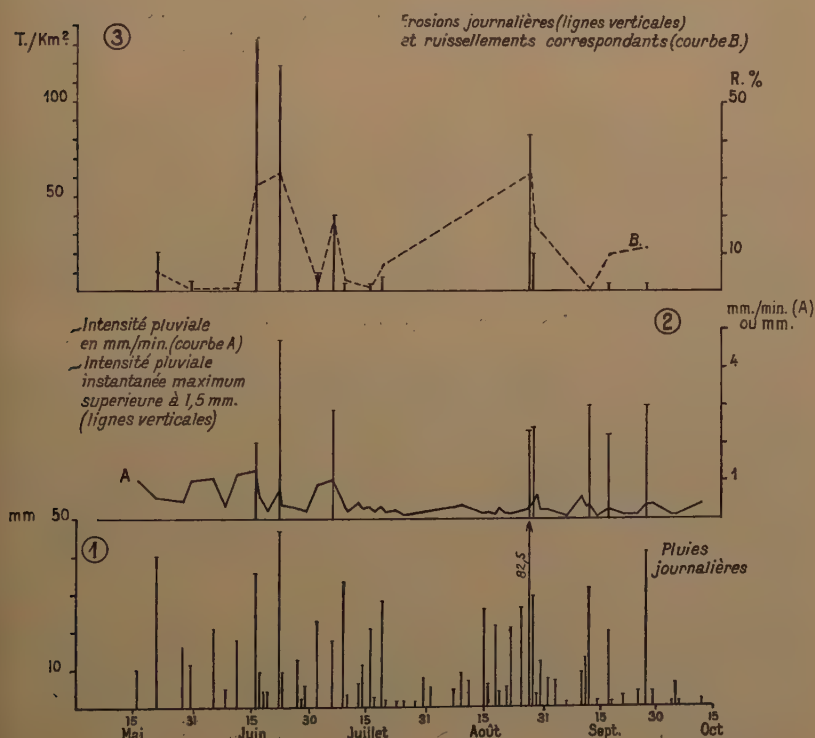 Erosions journalières (lignes verticales)
et ruissellements correspondants (courbe B.)
T./Km²
3
R. %
100
50
50
10
B.
mm./min. (A)
ou mm.
2
Intensité pluviale
en mm./min. (courbe A)
Intensité pluviale
instantanée maximum
superieure à 1,5 mm.
(lignes verticales)
4
1
A
mm
50
1
82,5
Pluies
journalières
10
15 31 15 30 15 31 15 31 15 30 15
Mai Juin Juillet Août Sept. Oct